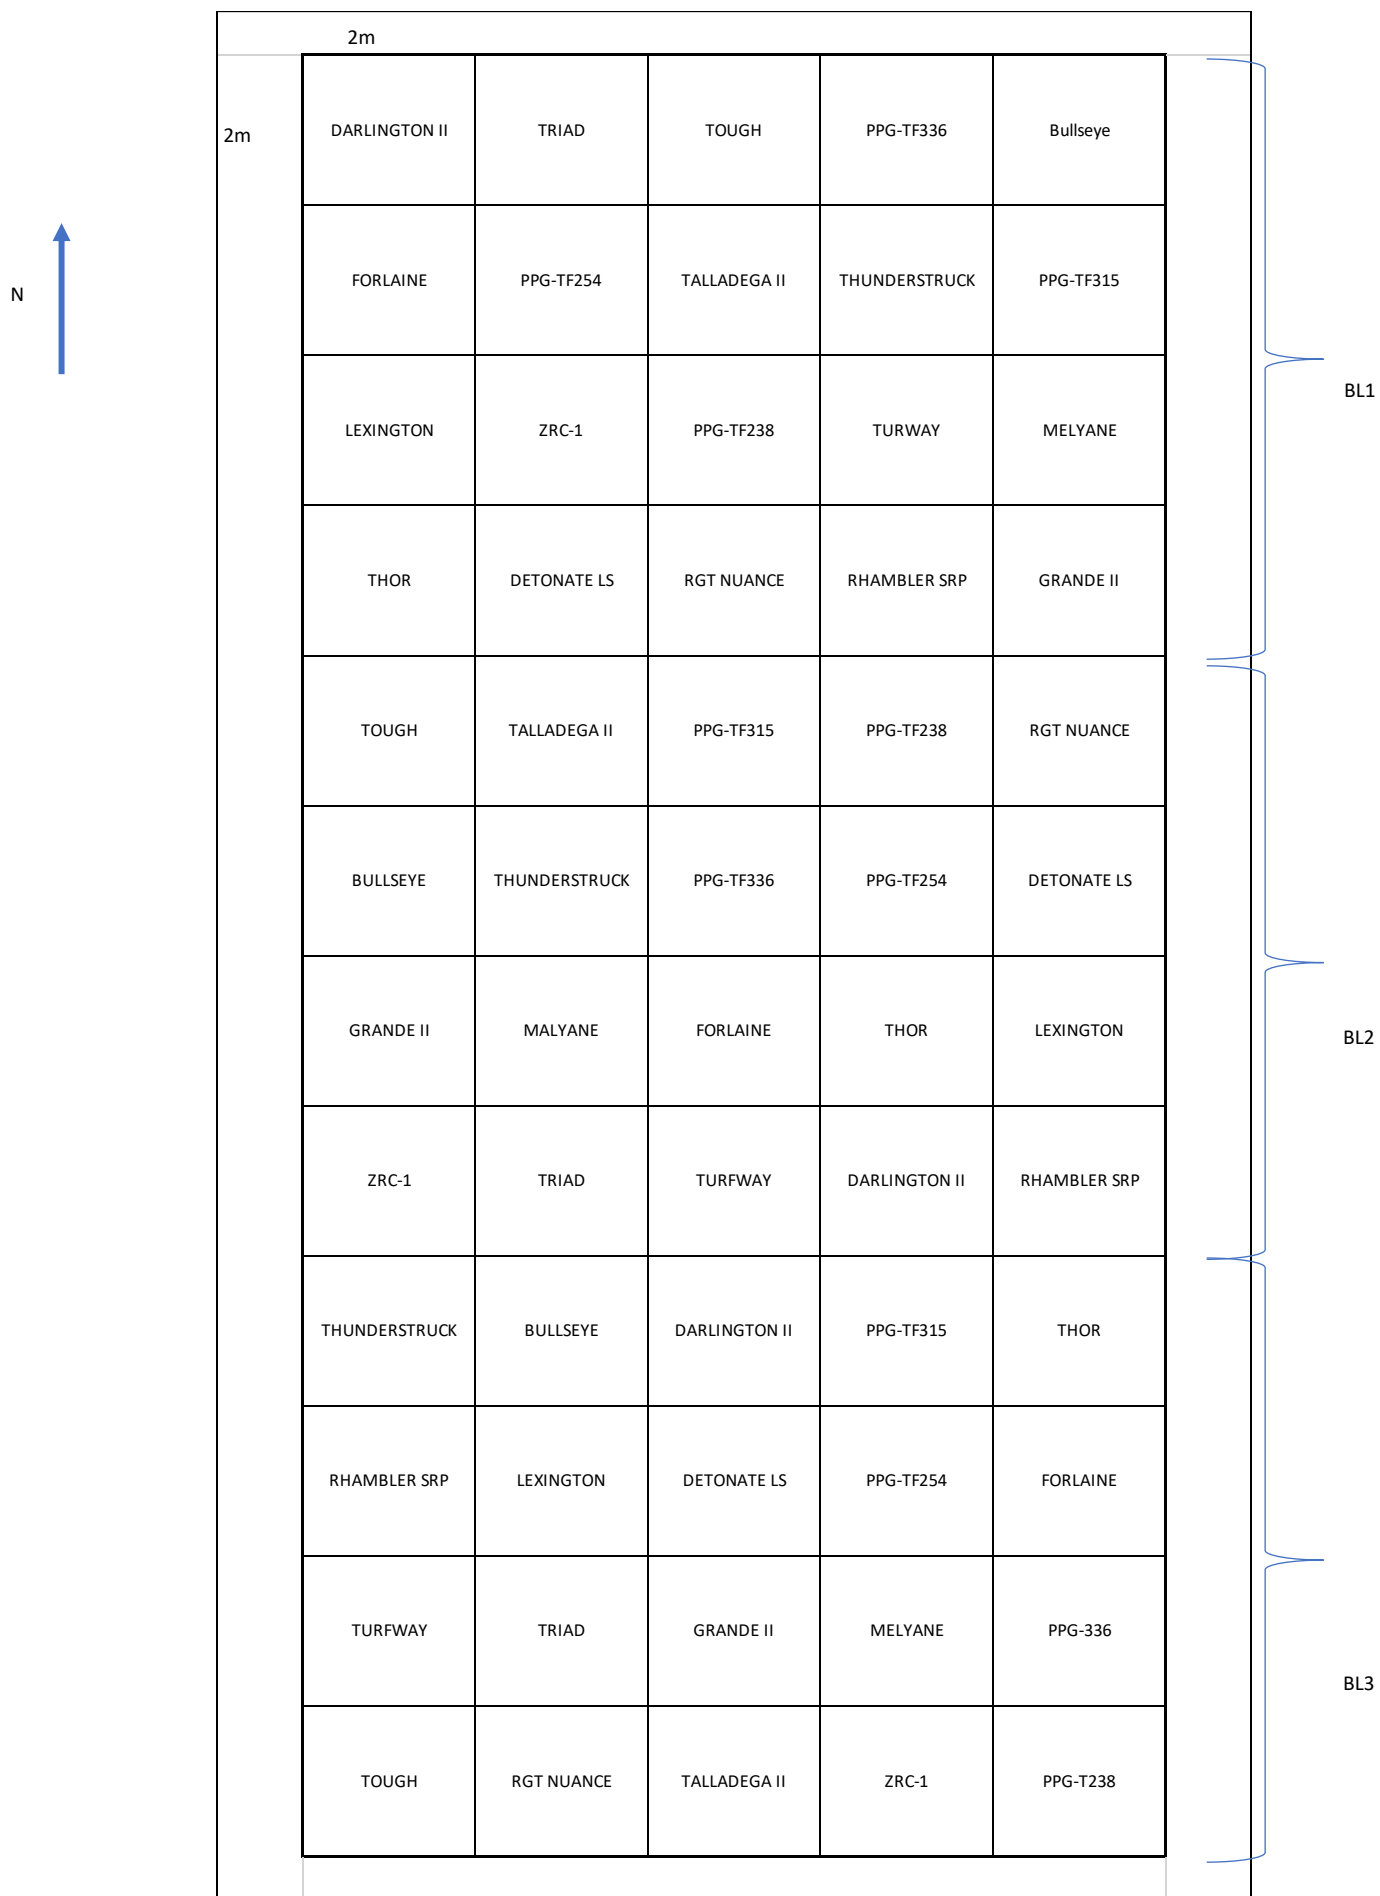 2m
2m
DARLINGTON II TRIAD TOUGH PPG-TF336 Bullseye
N
FORLAINE PPG-TF254 TALLADEGA II THUNDERSTRUCK PPG-TF315
BL1
LEXINGTON ZRC-1 PPG-TF238 TURWAY MELYANE
THOR DETONATE LS RGT NUANCE RHAMBLER SRP GRANDE II
TOUGH TALLADEGA II PPG-TF315 PPG-TF238 RGT NUANCE
BULLSEYE THUNDERSTRUCK PPG-TF336 PPG-TF254 DETONATE LS
GRANDE II MALYANE FORLAINE THOR LEXINGTON
BL2
ZRC-1 TRIAD TURFWAY DARLINGTON II RHAMBLER SRP
THUNDERSTRUCK BULLSEYE DARLINGTON II PPG-TF315 THOR
RHAMBLER SRP LEXINGTON DETONATE LS PPG-TF254 FORLAINE
TURFWAY TRIAD GRANDE II MELYANE PPG-336
BL3
TOUGH RGT NUANCE TALLADEGA II ZRC-1 PPG-T238